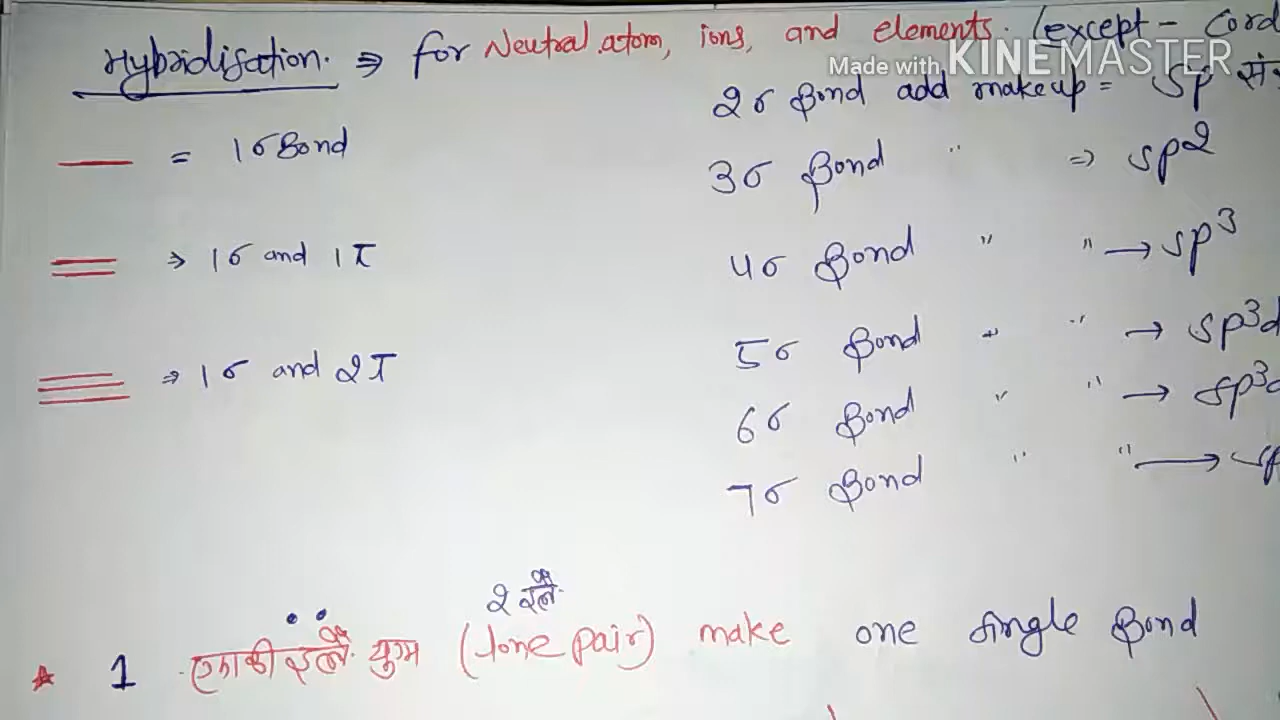 Hybridisation. ⇒ for Neutral atom, ions, and elements. (except - Cord
Made with KINEMASTER
2σ Bond add makeup = Sp
— = 1σ Bond
3σ Bond " ⇒ sp2
= ⇒ 1σ and 1π
4σ Bond " " → sp³
≡ ⇒ 1σ and 2π
5σ Bond " " → sp³d
6σ Bond " " → sp³d
7σ Bond " " → sp
2 इलै.
* 1 एकाकी इलै. युग्म (lone pair) make one single Bond